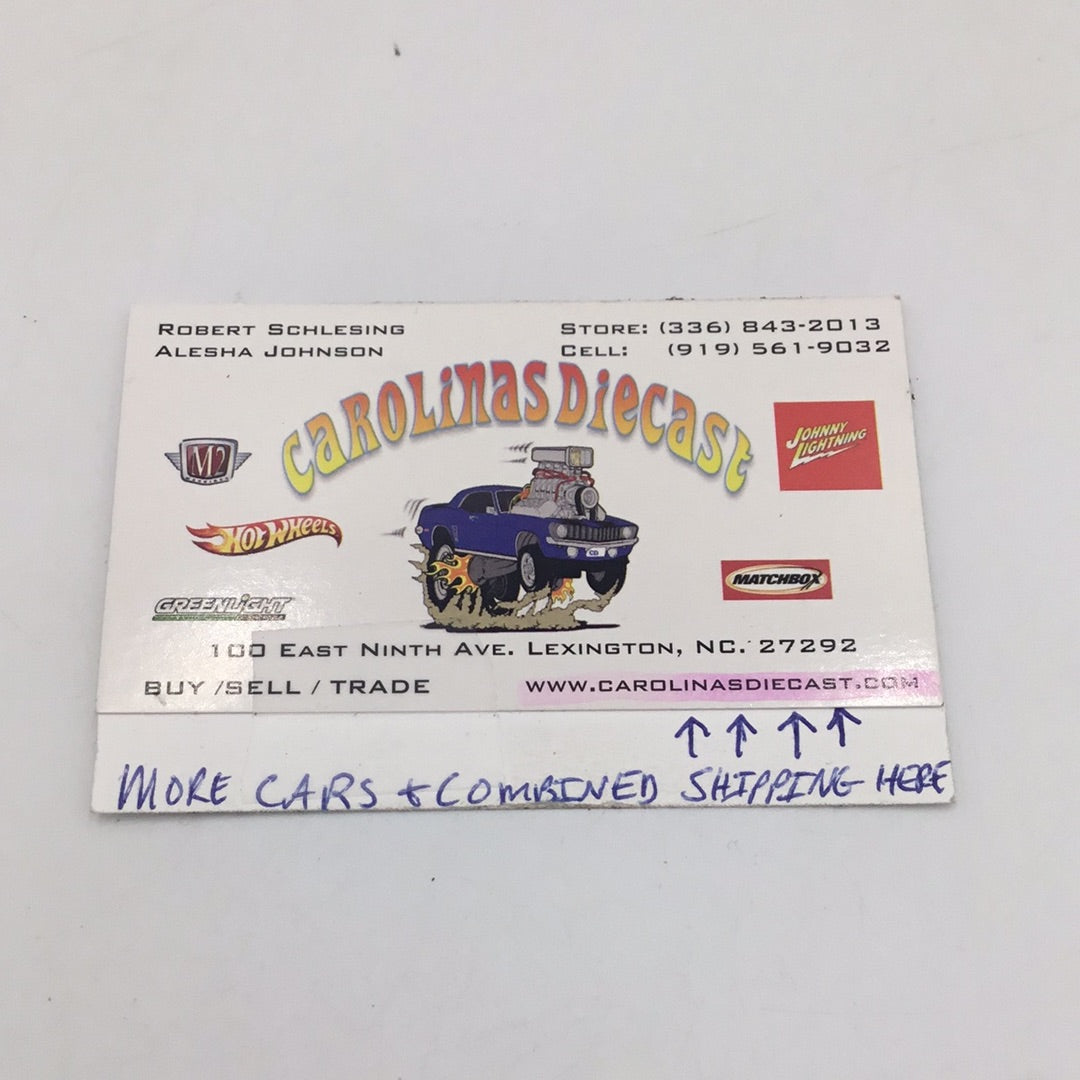 Robert Schlesing
Alesha Johnson
Store: (336) 843-2013
Cell: (919) 561-9032
Carolinas Diecast
M2
JOHNNY LIGHTNING
Hot Wheels
CD
MATCHBOX
GREENLIGHT
100 East Ninth Ave. Lexington, NC. 27292
BUY /SELL / TRADE
www.carolinasdiecast.com
MORE CARS + COMBINED SHIPPING HERE